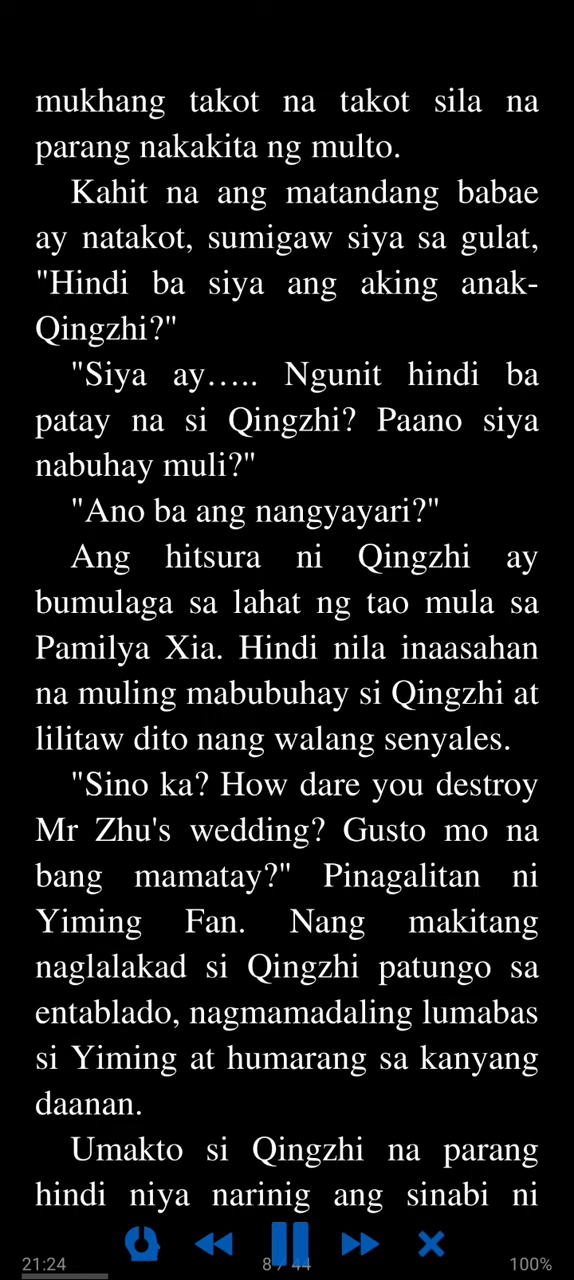 mukhang takot na takot sila na
parang nakakita ng multo.
Kahit na ang matandang babae
ay natakot, sumigaw siya sa gulat,
"Hindi ba siya ang aking anak-
Qingzhi?"
"Siya ay….. Ngunit hindi ba
patay na si Qingzhi? Paano siya
nabuhay muli?"
"Ano ba ang nangyayari?"
Ang hitsura ni Qingzhi ay
bumulaga sa lahat ng tao mula sa
Pamilya Xia. Hindi nila inaasahan
na muling mabubuhay si Qingzhi at
lilitaw dito nang walang senyales.
"Sino ka? How dare you destroy
Mr Zhu's wedding? Gusto mo na
bang mamatay?" Pinagalitan ni
Yiming Fan. Nang makitang
naglalakad si Qingzhi patungo sa
entablado, nagmamadaling lumabas
si Yiming at humarang sa kanyang
daanan.
Umakto si Qingzhi na parang
hindi niya narinig ang sinabi ni
21:24 8 / 44 100%